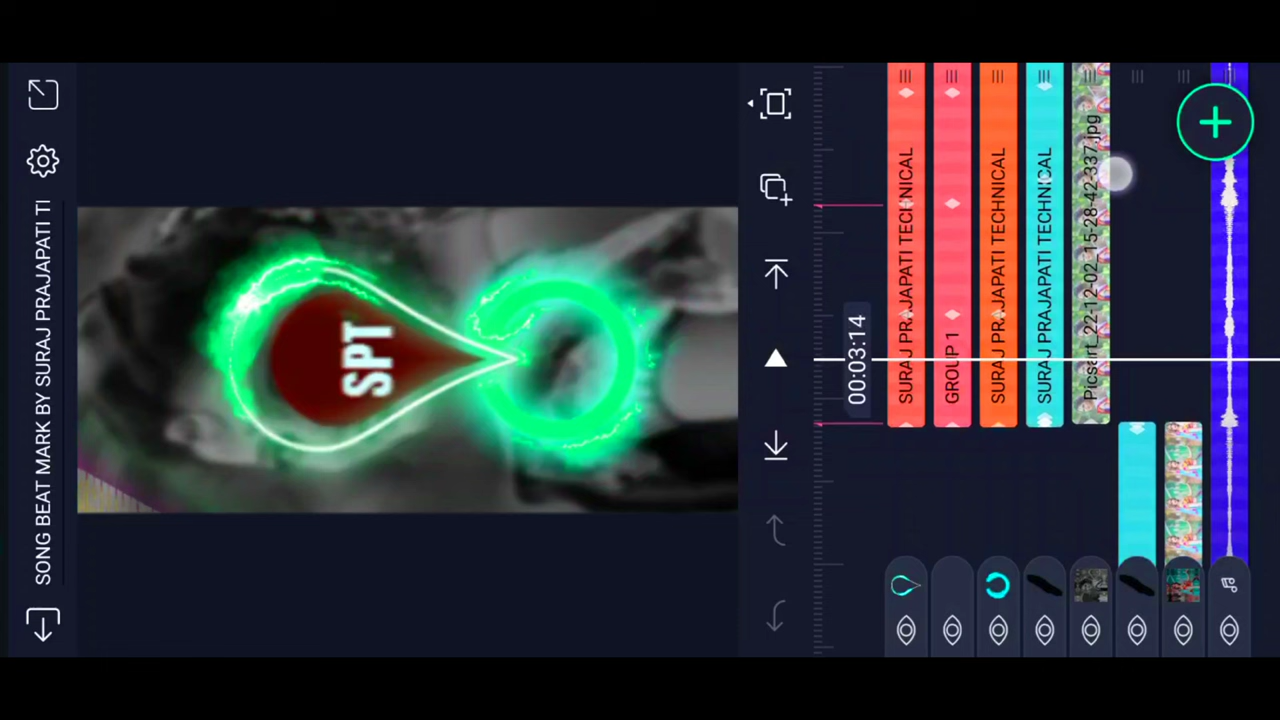 SONG BEAT MARK BY SURAJ PRAJAPATI TI
SPT
00:03:14
SURAJ PRAJAPATI TECHNICAL
GROUP 1
SURAJ PRAJAPATI TECHNICAL
SURAJ PRAJAPATI TECHNICAL
Picsart_22-12-02_15-28-42-337.jpg